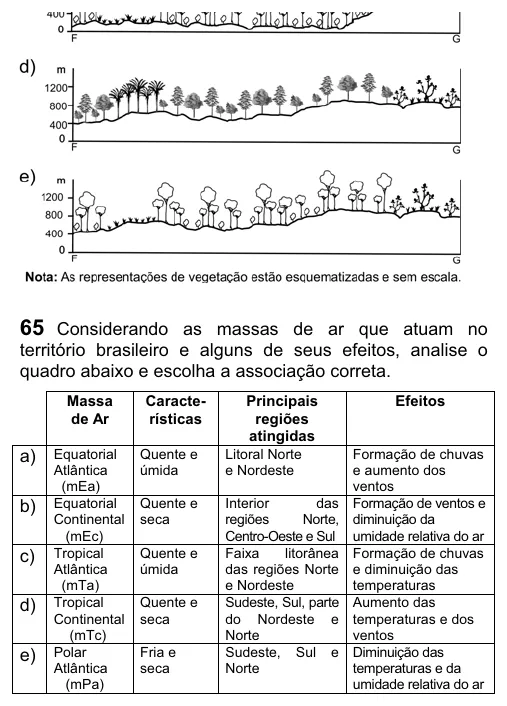 400
0
F G
d)
m
1200
800
400
0
F G
e)
m
1200
800
400
0
F G
Nota: As representações de vegetação estão esquematizadas e sem escala.
65 Considerando as massas de ar que atuam no
território brasileiro e alguns de seus efeitos, analise o
quadro abaixo e escolha a associação correta.
Massa
de Ar
Caracte-
rísticas
Principais
regiões
atingidas
Efeitos
a)
Equatorial
Atlântica
(mEa)
Quente e
úmida
Litoral Norte
e Nordeste
Formação de chuvas
e aumento dos
ventos
b)
Equatorial
Continental
(mEc)
Quente e
seca
Interior das
regiões Norte,
Centro-Oeste e Sul
Formação de ventos e
diminuição da
umidade relativa do ar
c)
Tropical
Atlântica
(mTa)
Quente e
úmida
Faixa litorânea
das regiões Norte
e Nordeste
Formação de chuvas
e diminuição das
temperaturas
d)
Tropical
Continental
(mTc)
Quente e
seca
Sudeste, Sul, parte
do Nordeste e
Norte
Aumento das
temperaturas e dos
ventos
e)
Polar
Atlântica
(mPa)
Fria e
seca
Sudeste, Sul e
Norte
Diminuição das
temperaturas e da
umidade relativa do ar